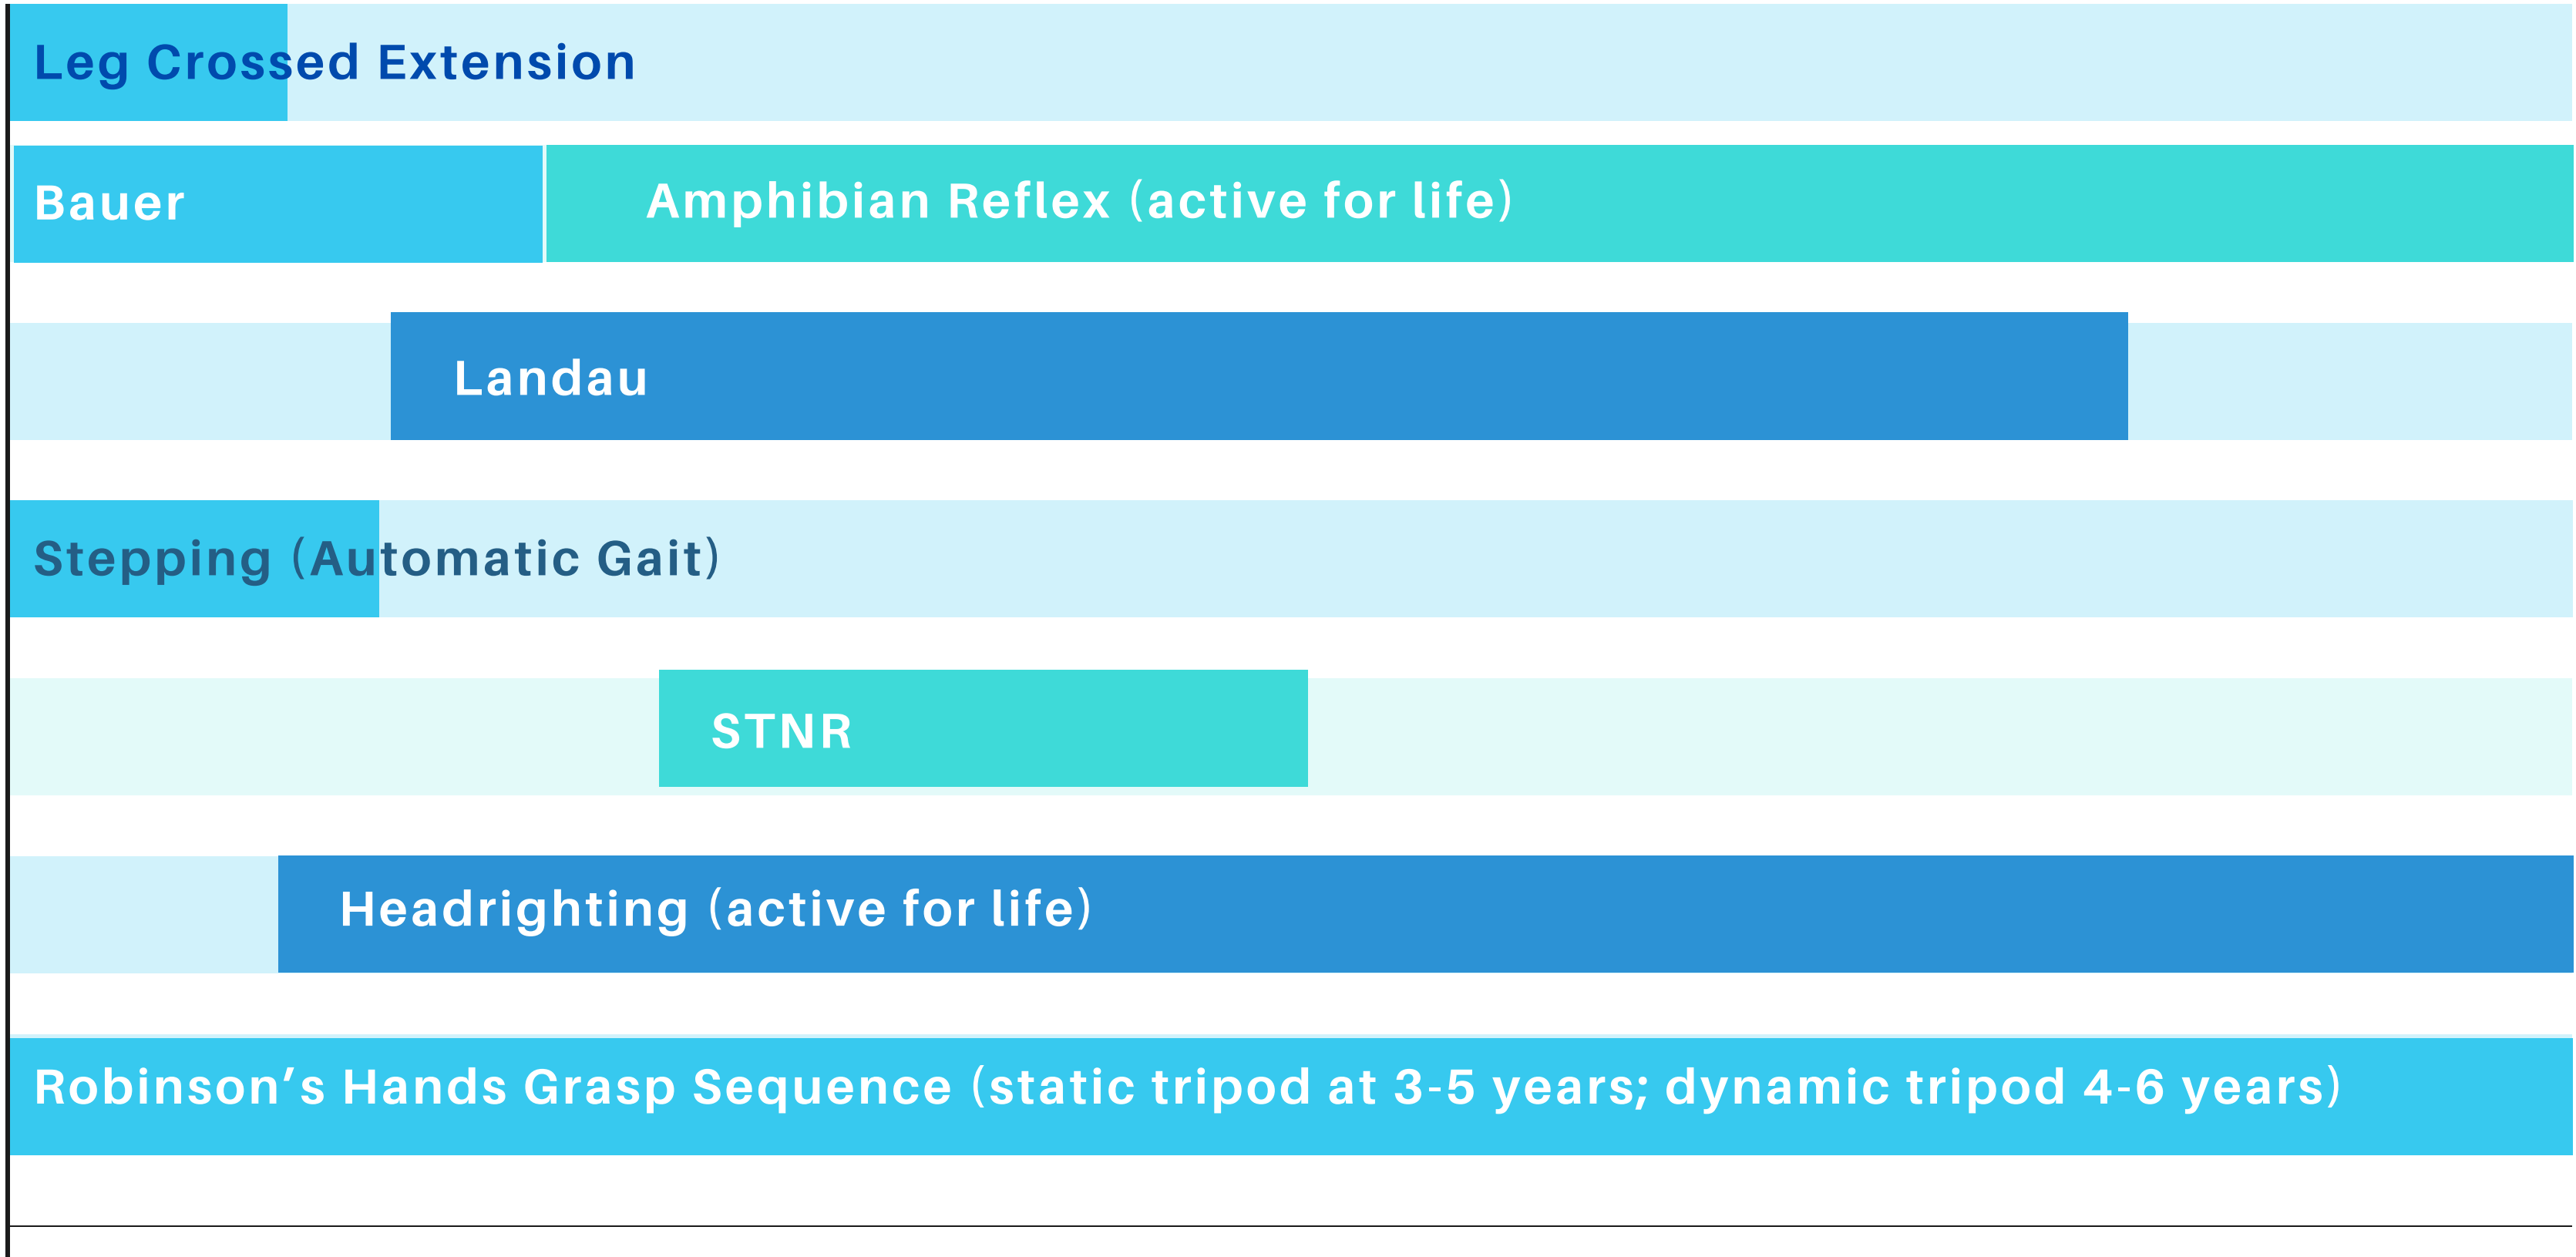 Leg Crossed Extension
Bauer
Amphibian Reflex (active for life)
Landau
Stepping (Automatic Gait)
STNR
Headrighting (active for life)
Robinson’s Hands Grasp Sequence (static tripod at 3-5 years; dynamic tripod 4-6 years)